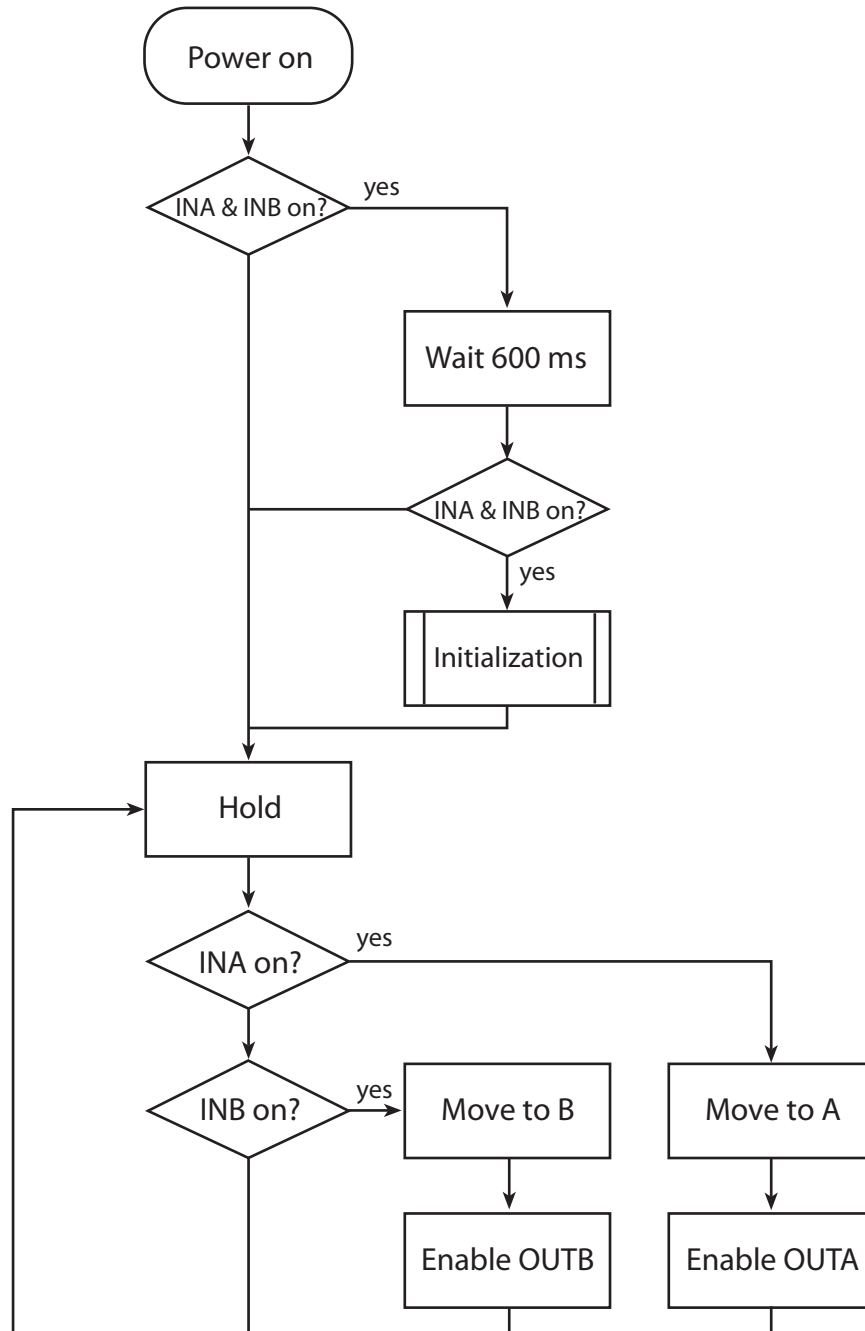 Power on
INA & INB on?
yes
Wait 600 ms
INA & INB on?
yes
Initialization
Hold
INA on?
yes
INB on?
yes
Move to B
Move to A
Enable OUTB
Enable OUTA